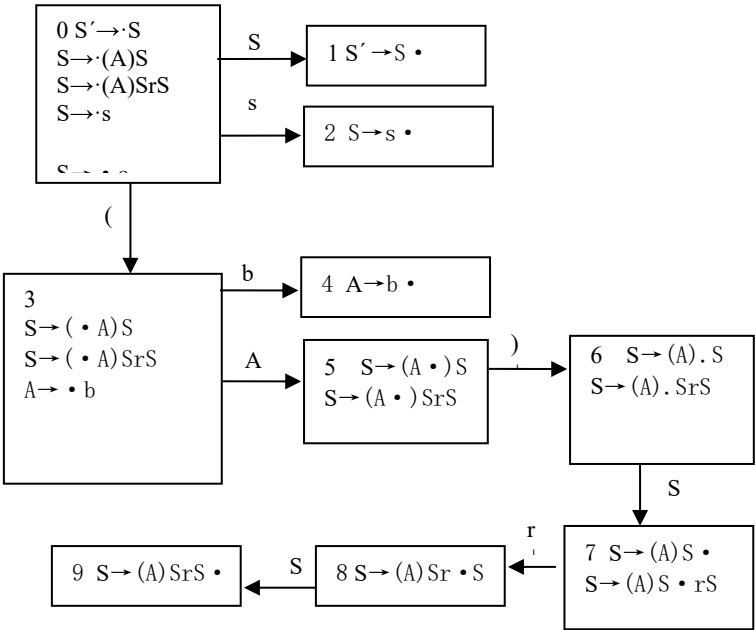 0 S´→·S
S→·(A)S
S→·(A)SrS
S→·s
S
1 S´→S •
s
2 S→s •
(
3
S→( • A)S
S→( • A)SrS
A→ • b
b
4 A→b •
A
5 S→(A • )S
S→(A • )SrS
)
6 S→(A). S
S→(A). SrS
S
7 S→(A)S •
S→(A)S • rS
r
8 S→(A)Sr • S
S
9 S→(A)SrS •